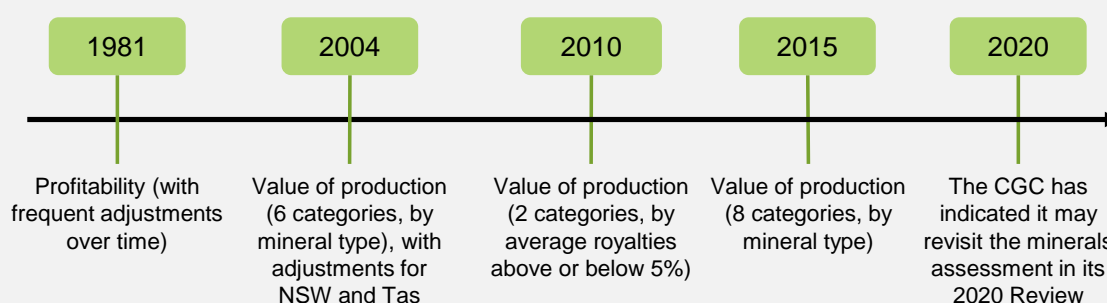 1981
2004
2010
2015
2020
Profitability (with
frequent adjustments
over time)
Value of production
(6 categories, by
mineral type), with
adjustments for
NSW and Tas
Value of production
(2 categories, by
average royalties
above or below 5%)
Value of production
(8 categories, by
mineral type)
The CGC has
indicated it may
revisit the minerals
assessment in its
2020 Review